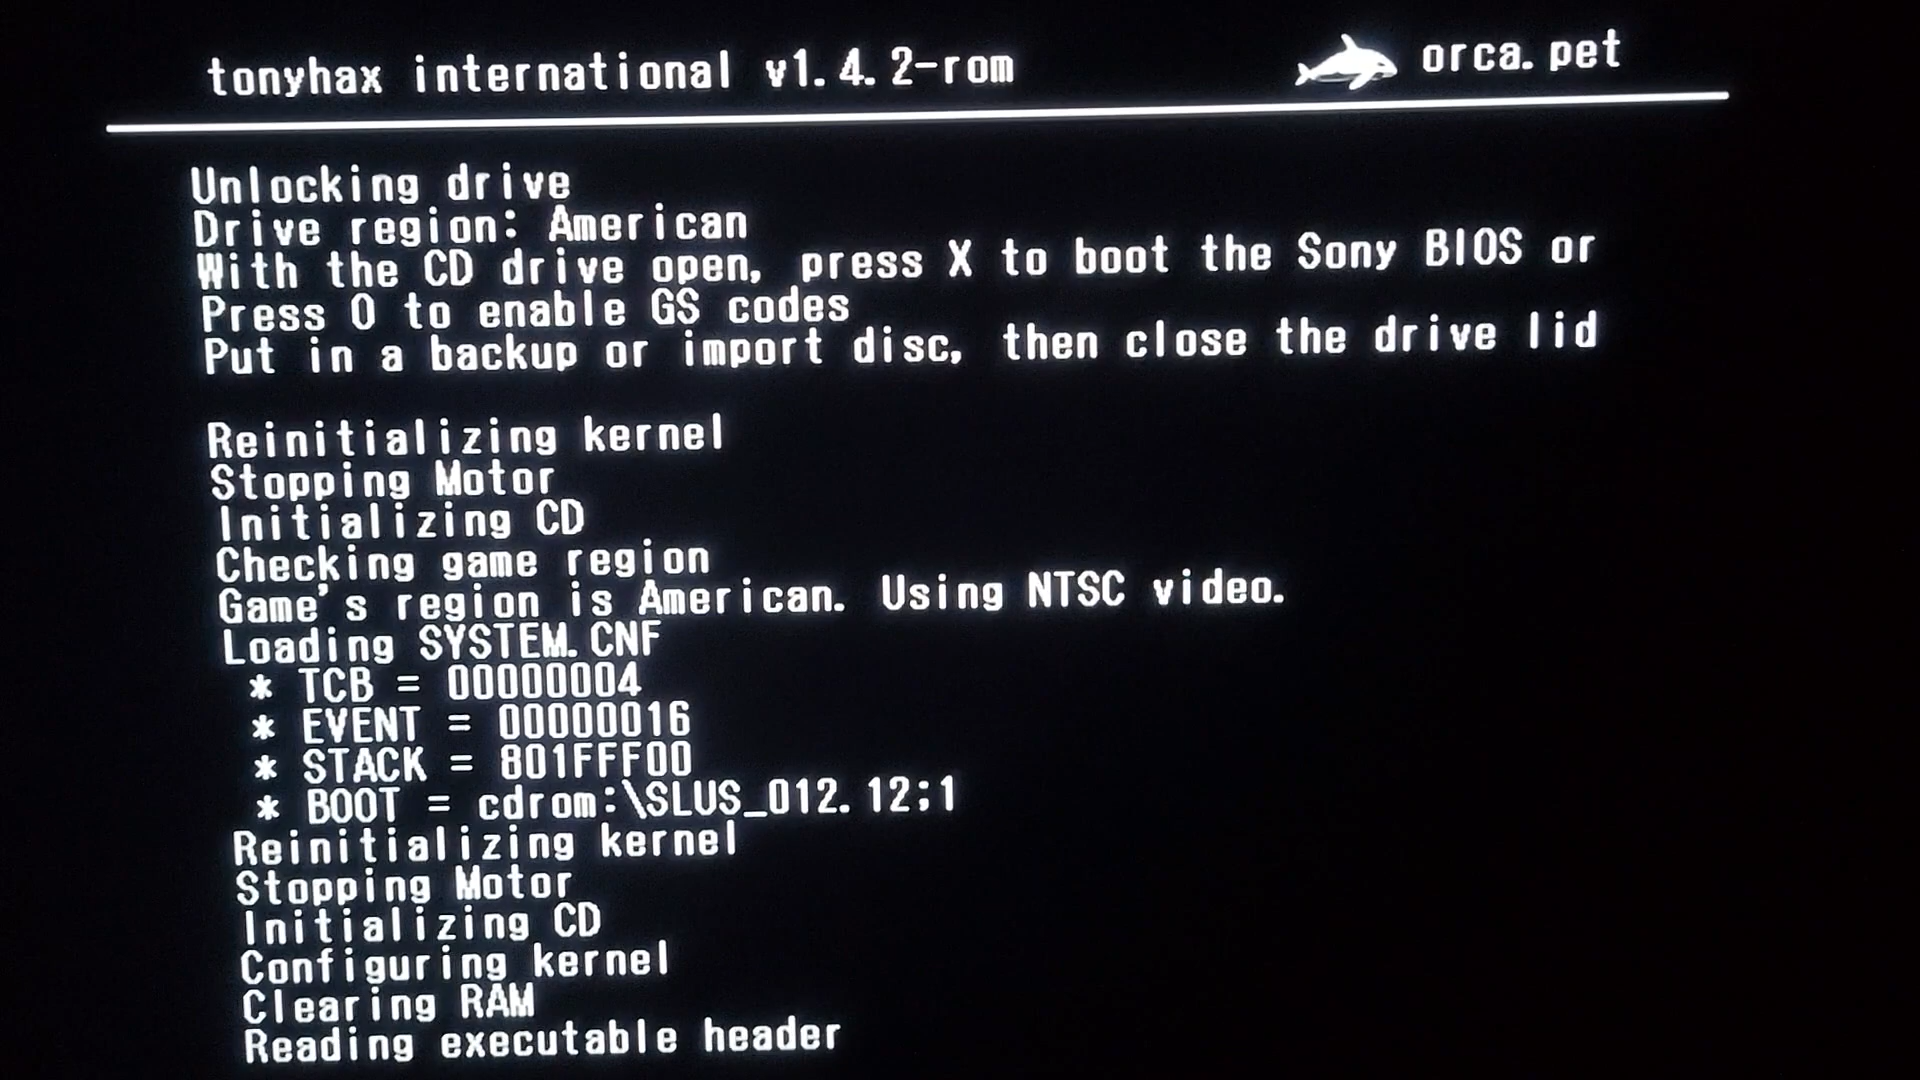 tonyhax international v1.4.2-rom
orca.pet
Unlocking drive
Drive region: American
With the CD drive open, press X to boot the Sony BIOS or
Press O to enable GS codes
Put in a backup or import disc, then close the drive lid
Reinitializing kernel
Stopping Motor
Initializing CD
Checking game region
Game's region is American. Using NTSC video.
Loading SYSTEM.CNF
* TCB = 00000004
* EVENT = 00000016
* STACK = 801FFF00
* BOOT = cdrom:\SLUS_012.12;1
Reinitializing kernel
Stopping Motor
Initializing CD
Configuring kernel
Clearing RAM
Reading executable header